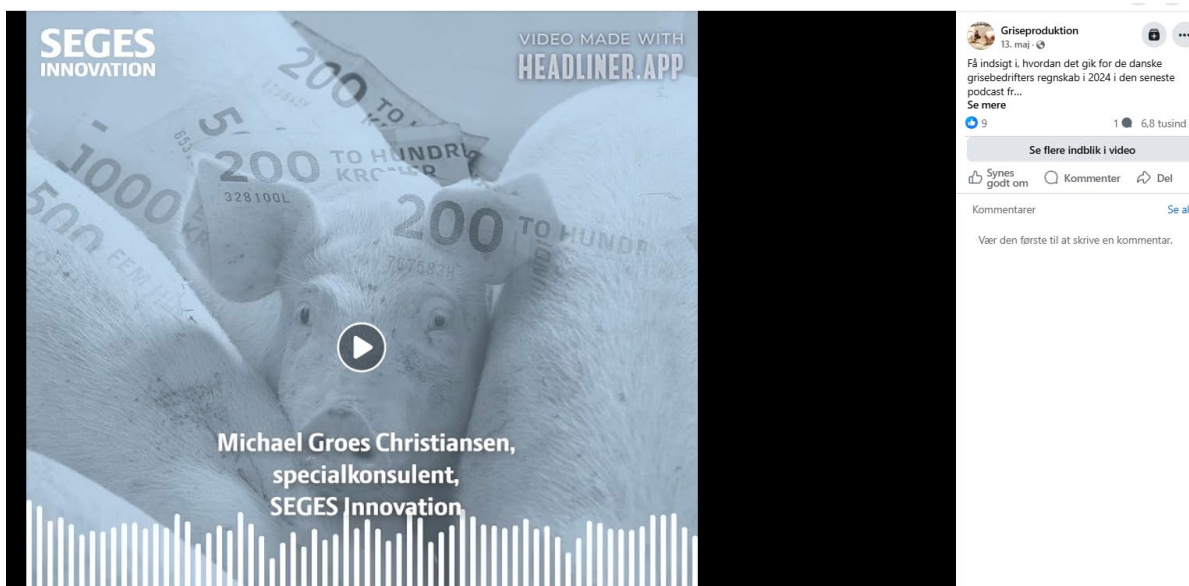 SEGES
INNOVATION
VIDEO MADE WITH
HEADLINER.APP
200 TO
200 TO HUNDR
328100L
1000
500 FEM
200 TO HUNDR
767583H
Michael Groes Christiansen,
specialkonsulent,
SEGES Innovation
Griseproduktion
13. maj
Få indsigt i, hvordan det gik for de danske
grisebedrifters regnskab i 2024 i den seneste
podcast fr...
Se mere
9
1 6,8 tusind
Se flere indblik i video
Synes
godt om
Kommenter
Del
Kommentarer
Se al
Vær den første til at skrive en kommentar.